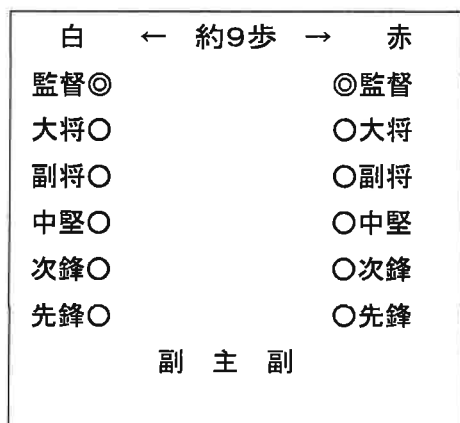 白 ← 約9歩 → 赤
監督◎ ◎監督
大将○ ○大将
副将○ ○副将
中堅○ ○中堅
次鋒○ ○次鋒
先鋒○ ○先鋒
副 主 副